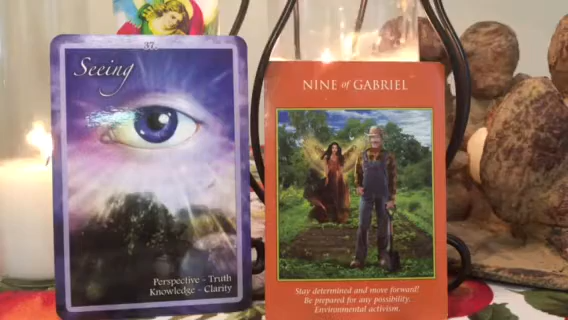 37.
Seeing
Perspective ~ Truth
Knowledge ~ Clarity
NINE of GABRIEL
Stay determined and move forward!
Be prepared for any possibility.
Environmental activism.